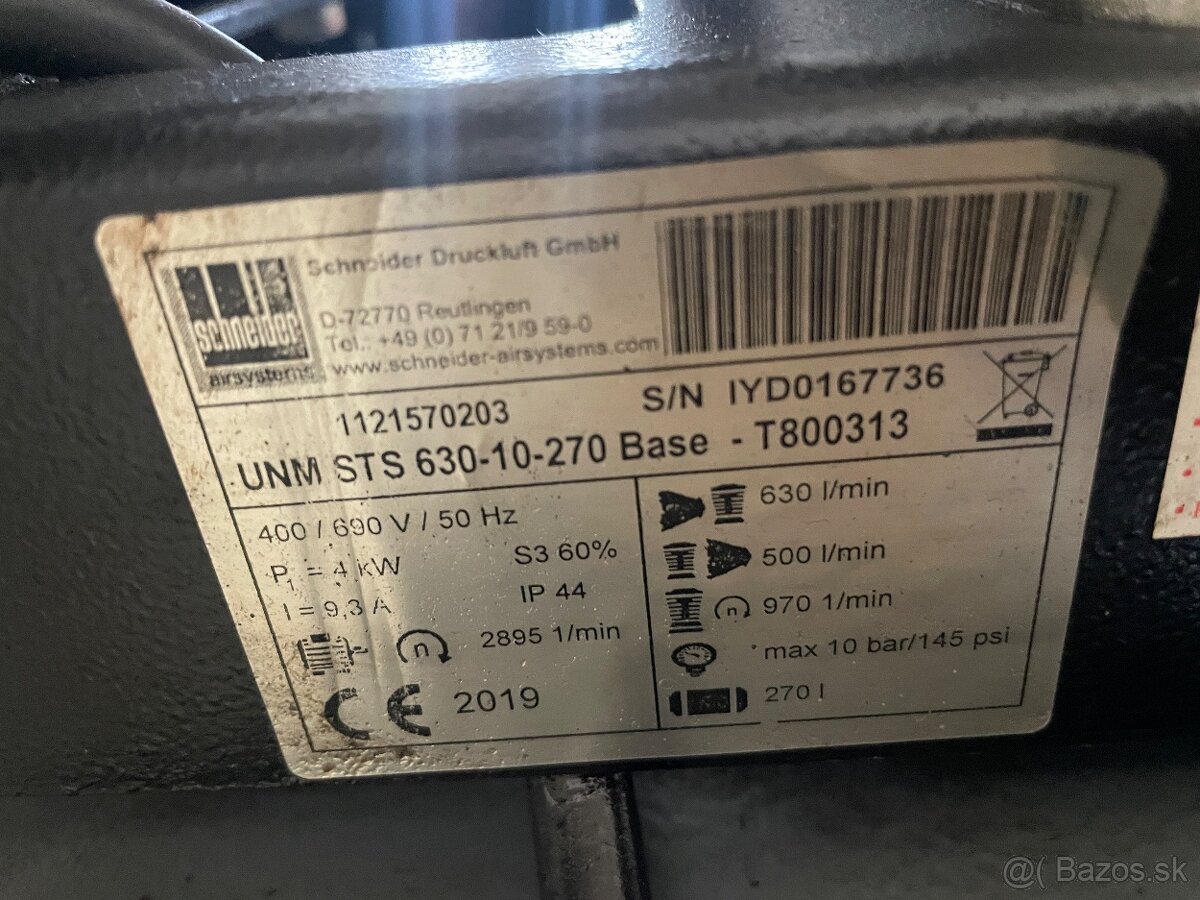 schneider
airsystems
Schneider Druckluft GmbH
D-72770 Reutlingen
Tel.: +49 (0) 71 21/9 59-0
www.schneider-airsystems.com
1121570203
S/N IYD0167736
UNM STS 630-10-270 Base - T800313
400 / 690 V / 50 Hz
P1 = 4 kW
S3 60%
I = 9,3 A
IP 44
n
2895 1/min
CE 2019
630 l/min
500 l/min
n 970 1/min
max 10 bar/145 psi
270 l
@( Bazos.sk